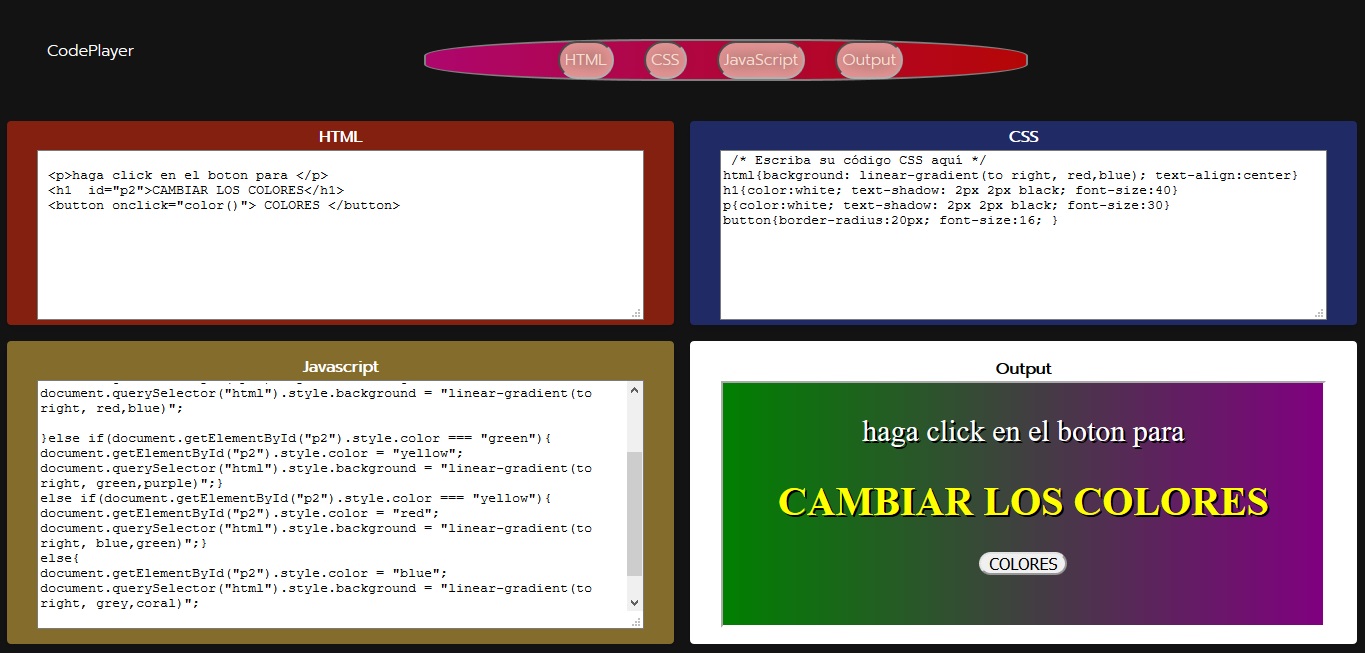 CodePlayer
HTML CSS JavaScript Output
HTML
<p>haga click en el boton para </p>
<h1  id="p2">CAMBIAR LOS COLORES</h1>
<button onclick="color()"> COLORES </button>
CSS
/* Escriba su código CSS aquí */
html{background: linear-gradient(to right, red,blue); text-align:center}
h1{color:white; text-shadow: 2px 2px black; font-size:40}
p{color:white; text-shadow: 2px 2px black; font-size:30}
button{border-radius:20px; font-size:16; }
Javascript
document.querySelector("html").style.background = "linear-gradient(to
right, red,blue)";
}else if(document.getElementById("p2").style.color === "green"){
document.getElementById("p2").style.color = "yellow";
document.querySelector("html").style.background = "linear-gradient(to
right, green,purple)";}
else if(document.getElementById("p2").style.color === "yellow"){
document.getElementById("p2").style.color = "red";
document.querySelector("html").style.background = "linear-gradient(to
right, blue,green)";}
else{
document.getElementById("p2").style.color = "blue";
document.querySelector("html").style.background = "linear-gradient(to
right, grey,coral)";
Output
haga click en el boton para
CAMBIAR LOS COLORES
COLORES